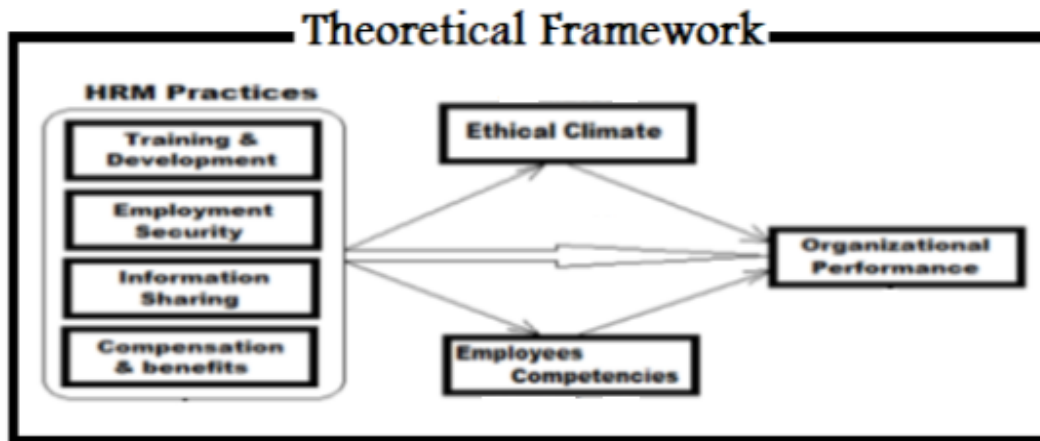 Theoretical Framework
HRM Practices
Training &
Development
Employment
Security
Information
Sharing
Compensation
& benefits
Ethical Climate
Employees
Competencies
Organizational
Performance